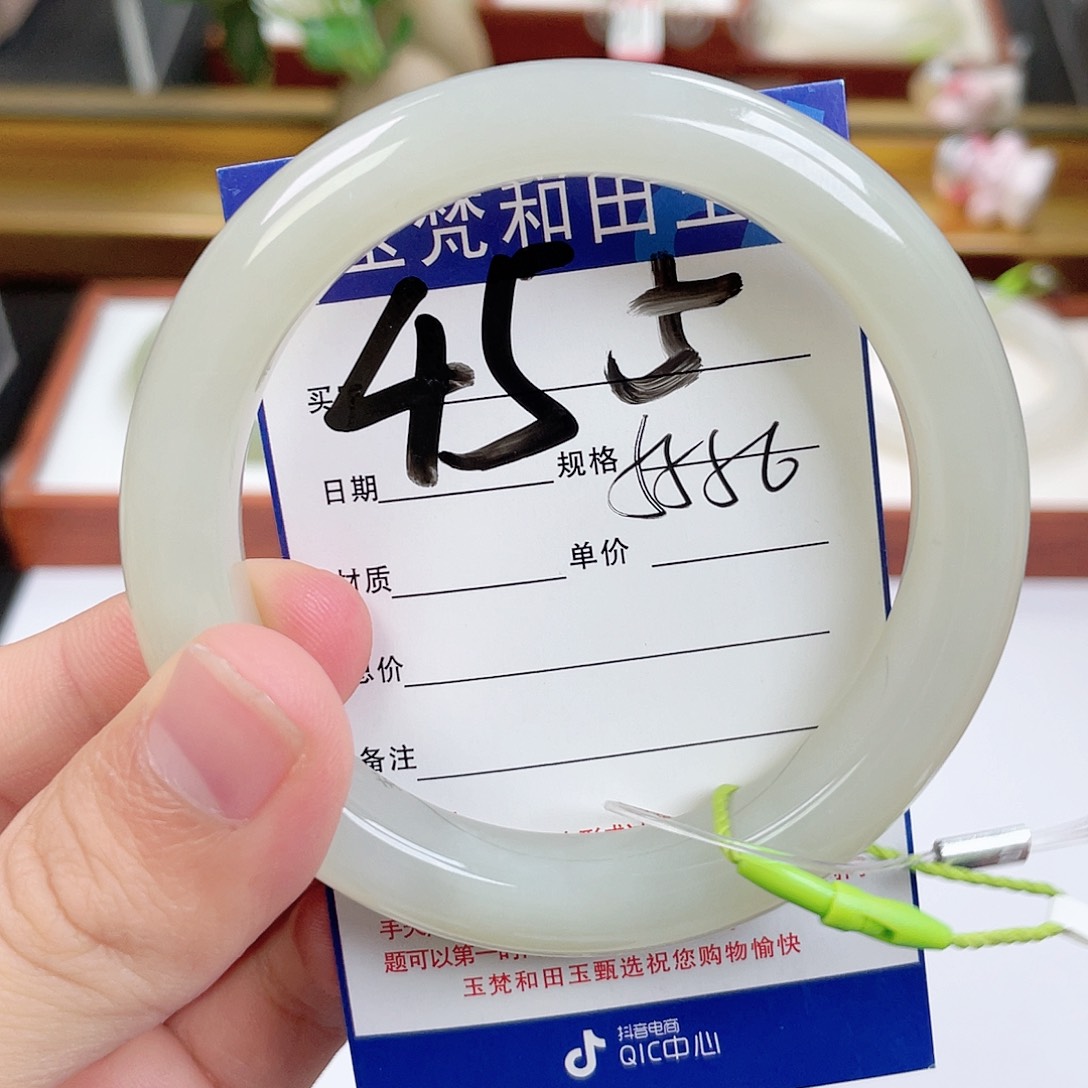 玉梵和田玉
45
买
日期 规格
材质 单价
总价
备注
题可以第一时
玉梵和田玉甄选祝您购物愉快
抖音电商
QIC中心